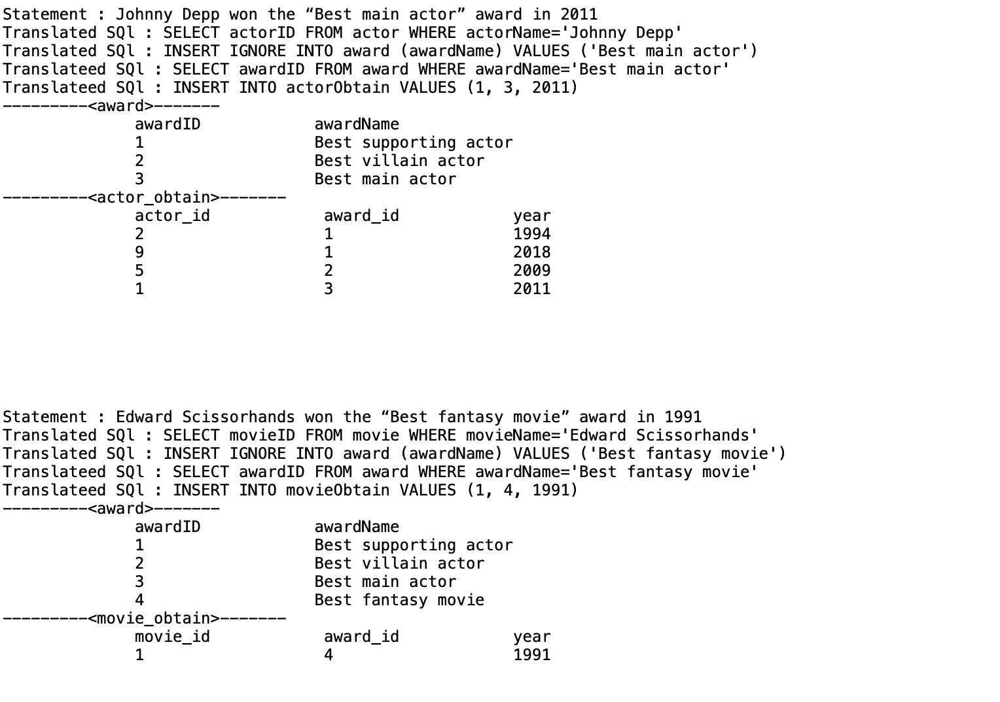 Statement : Johnny Depp won the “Best main actor” award in 2011
Translated SQl : SELECT actorID FROM actor WHERE actorName='Johnny Depp'
Translated SQl : INSERT IGNORE INTO award (awardName) VALUES ('Best main actor')
Translateed SQl : SELECT awardID FROM award WHERE awardName='Best main actor'
Translateed SQl : INSERT INTO actorObtain VALUES (1, 3, 2011)
---------<award>-------
awardID awardName
1 Best supporting actor
2 Best villain actor
3 Best main actor
---------<actor_obtain>-------
actor_id award_id year
2 1 1994
9 1 2018
5 2 2009
1 3 2011
Statement : Edward Scissorhands won the “Best fantasy movie” award in 1991
Translated SQl : SELECT movieID FROM movie WHERE movieName='Edward Scissorhands'
Translated SQl : INSERT IGNORE INTO award (awardName) VALUES ('Best fantasy movie')
Translateed SQl : SELECT awardID FROM award WHERE awardName='Best fantasy movie'
Translateed SQl : INSERT INTO movieObtain VALUES (1, 4, 1991)
---------<award>-------
awardID awardName
1 Best supporting actor
2 Best villain actor
3 Best main actor
4 Best fantasy movie
---------<movie_obtain>-------
movie_id award_id year
1 4 1991